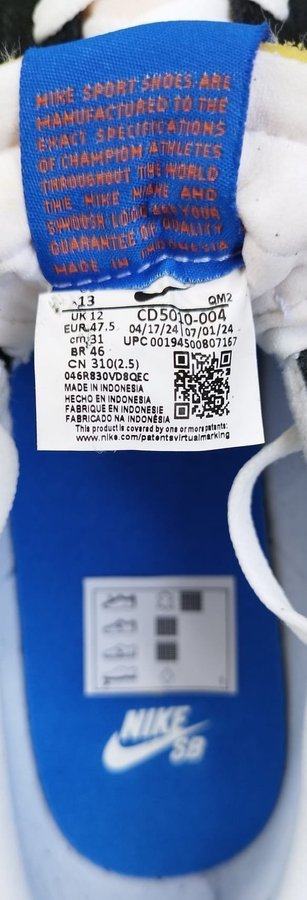 NIKE SPORT SHOES ARE
MANUFACTURED TO THE
EXACT SPECIFICATIONS
OF CHAMPION ATHLETES
THROUGHOUT THE WORLD
THE NIKE NAME AND
SWOOSH LOGO ARE YOUR
GUARANTEE OF QUALITY
MADE IN INDONESIA
13 QM2
UK 12 CD5010-004
EUR 47.5 04/17/24 07/01/24
cm 31 UPC 00194500807167
BR 46
CN 310(2.5)
046R830VD8QEC
MADE IN INDONESIA
HECHO EN INDONESIA
FABRIQUÉ EN INDONESIE
FABRICADO NA INDONÉSIA
This product is covered by one or more patents:
www.nike.com/patentsvirtualmarking
NIKE
SB